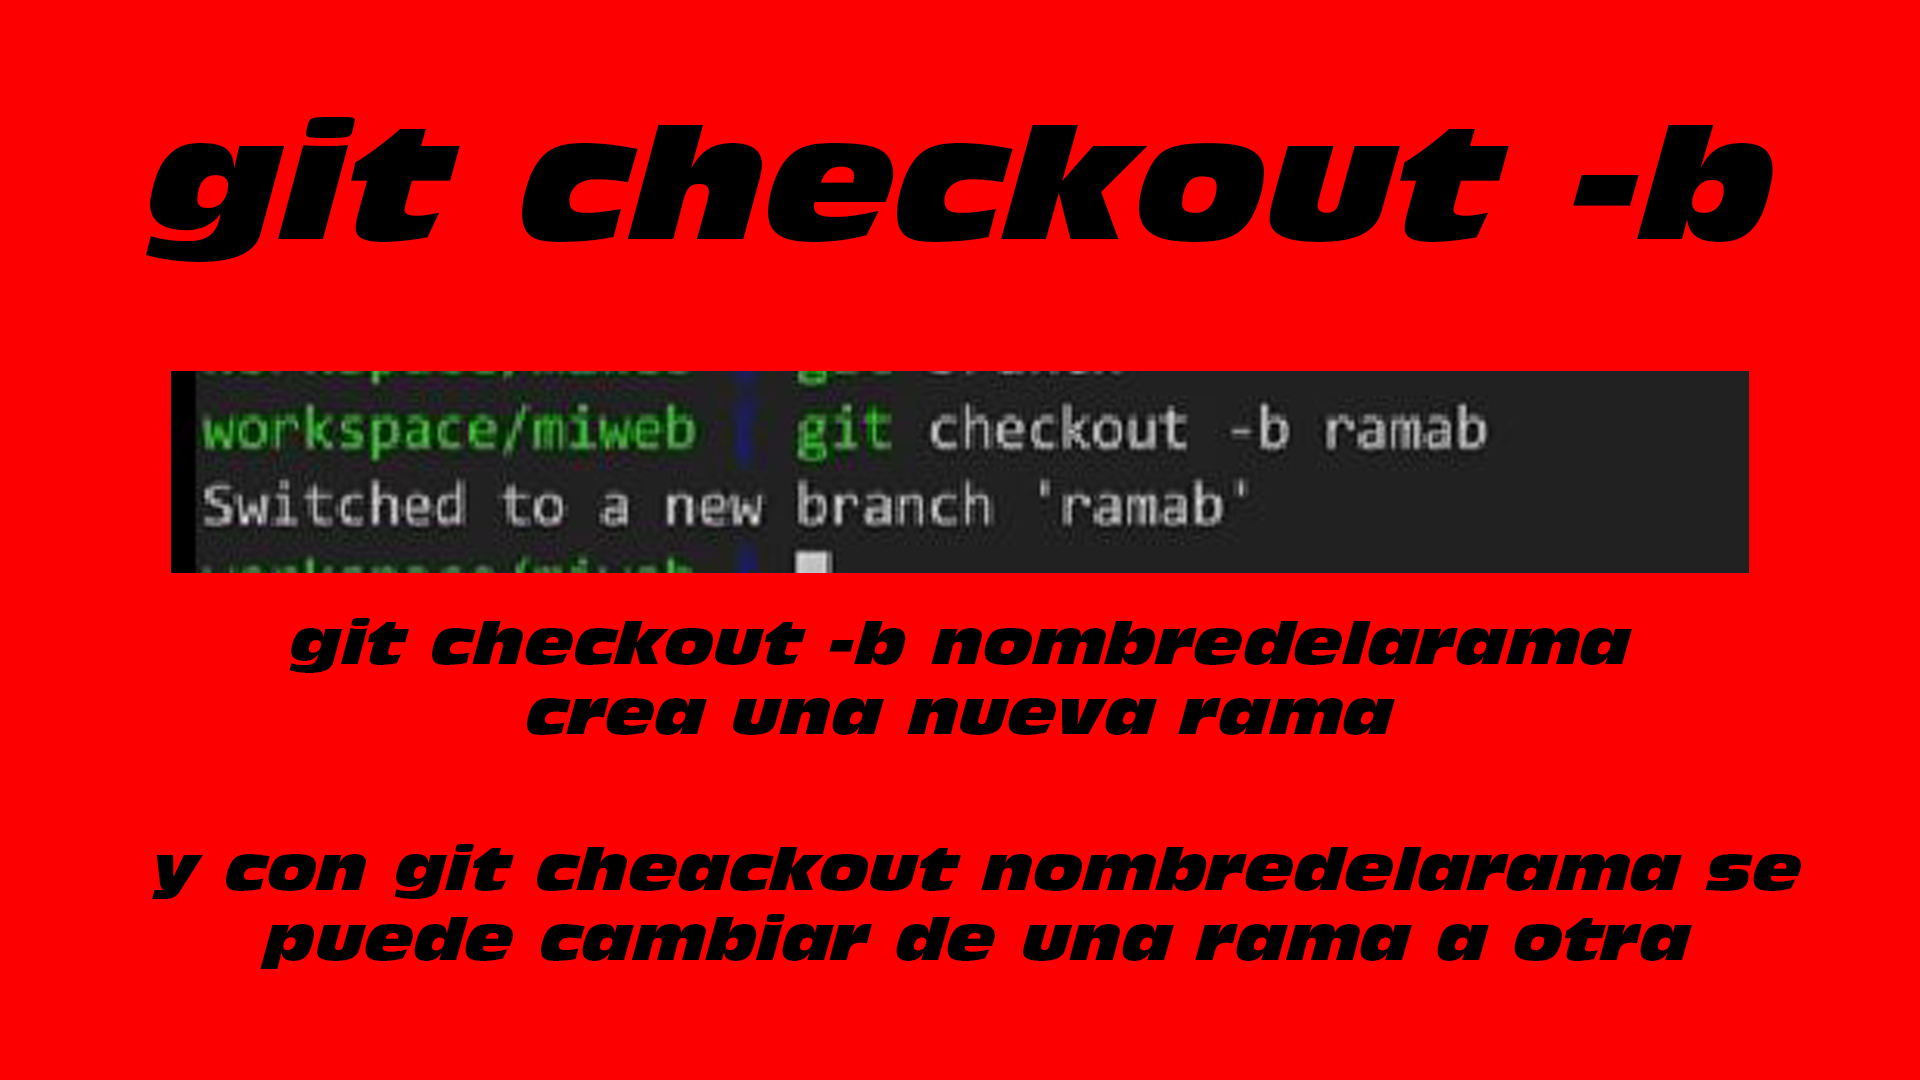 git checkout -b
workspace/miweb git checkout -b ramab
Switched to a new branch 'ramab'
git checkout -b nombredelarama
crea una nueva rama
y con git cheackout nombredelarama se
puede cambiar de una rama a otra